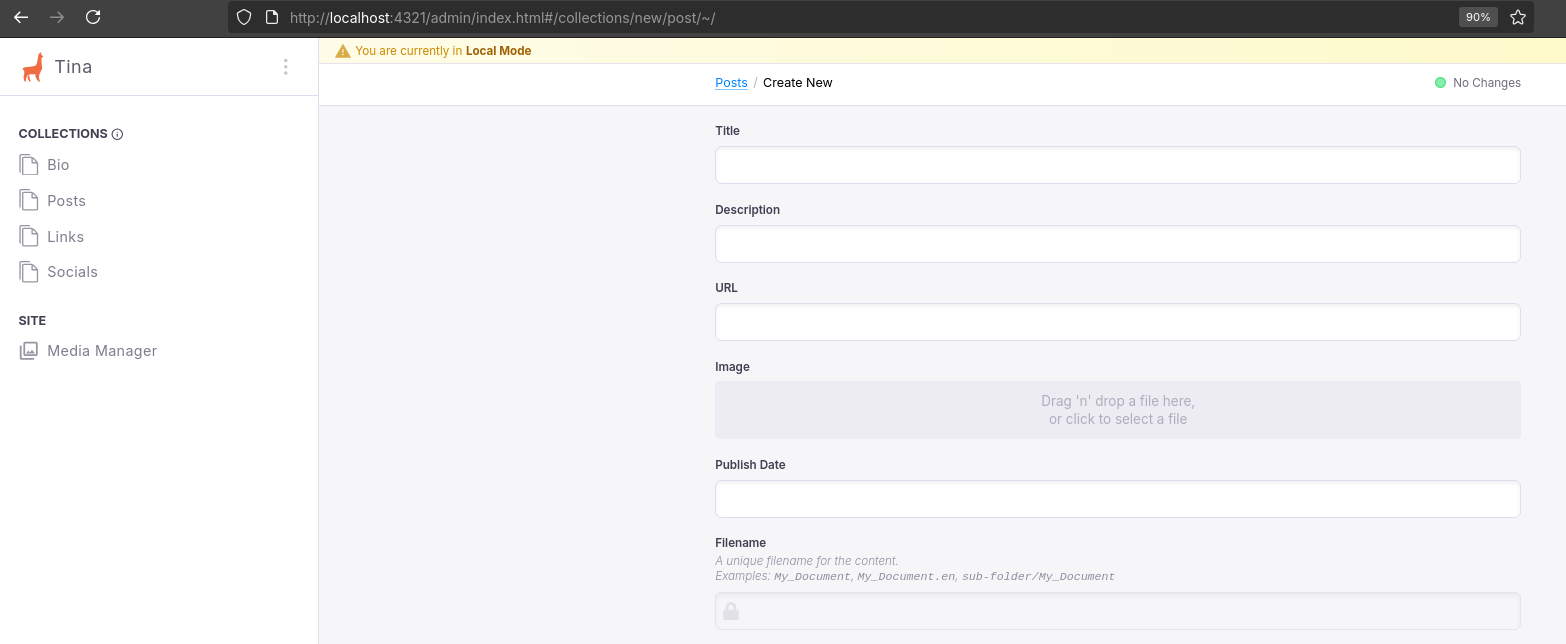 http://localhost:4321/admin/index.html#/collections/new/post/~/
90%
Tina
You are currently in Local Mode
Posts / Create New
No Changes
COLLECTIONS
Bio
Posts
Links
Socials
SITE
Media Manager
Title
Description
URL
Image
Drag 'n' drop a file here,
or click to select a file
Publish Date
Filename
A unique filename for the content.
Examples: My_Document, My_Document.en, sub-folder/My_Document